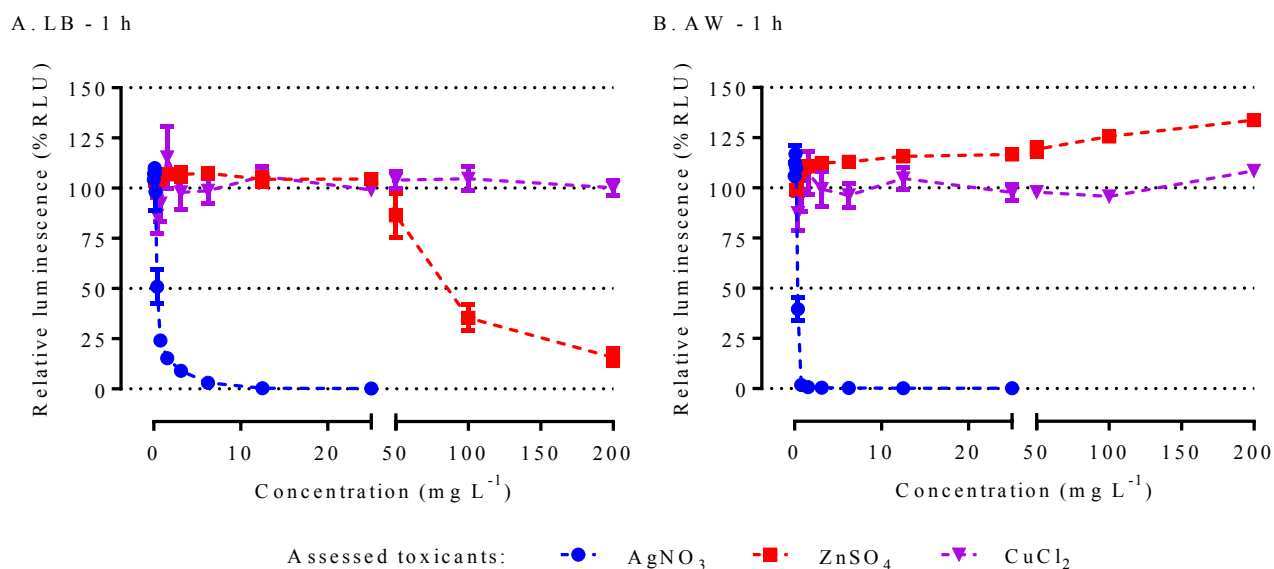 A. LB - 1 h
Relative luminescence (%RLU)
150
125
100
75
50
25
0
0 10 20 50 100 200
Concentration (mg L⁻¹)
B. AW - 1 h
Relative luminescence (%RLU)
150
125
100
75
50
25
0
0 10 20 50 100 200
Concentration (mg L⁻¹)
Assessed toxicants: AgNO₃ ZnSO₄ CuCl₂